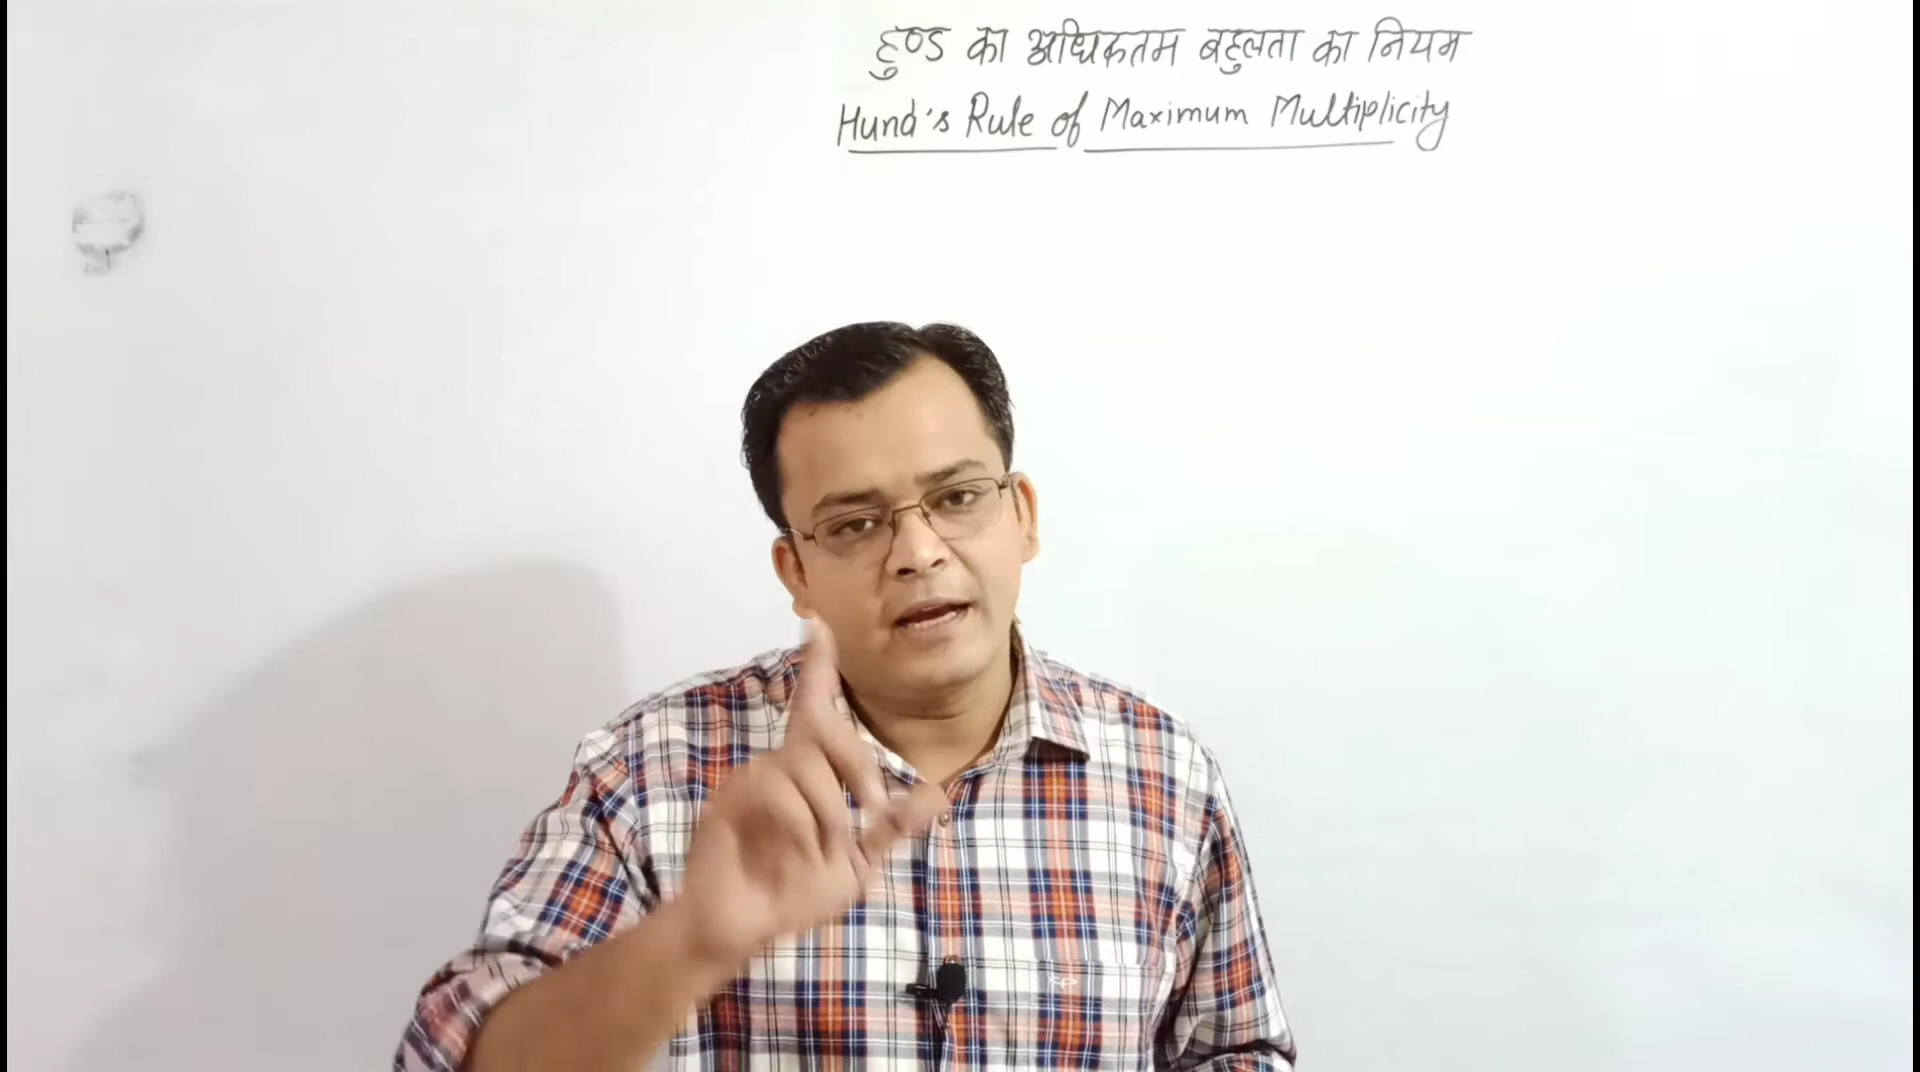 हुण्ड का अधिकतम बहुलता का नियम
Hund's Rule of Maximum Multiplicity